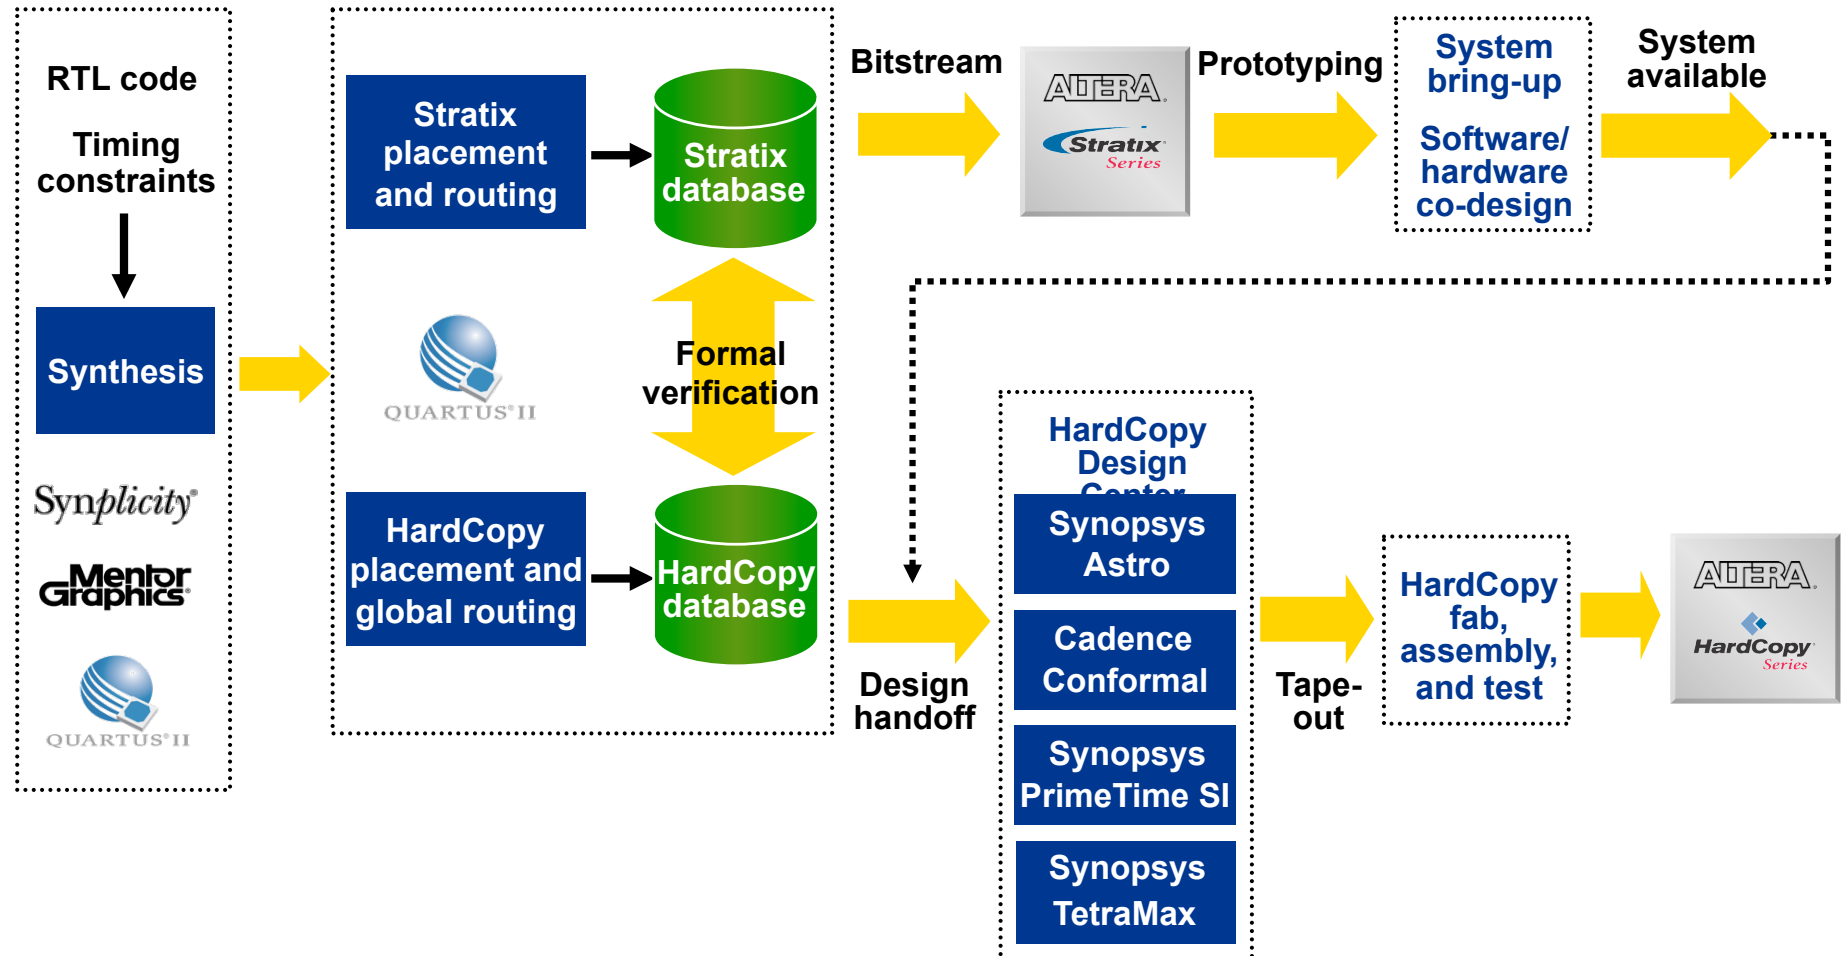 RTL code
Timing
constraints
Synthesis
Synplicity®
Mentor
Graphics®
QUARTUS® II
Stratix
placement
and routing
Stratix
database
QUARTUS® II
Formal
verification
HardCopy
placement and
global routing
HardCopy
database
Bitstream
ALTERA®
Stratix®
Series
Prototyping
System
bring-up
Software/
hardware
co-design
System
available
Design
handoff
HardCopy
Design
Center
Synopsys
Astro
Cadence
Conformal
Synopsys
PrimeTime SI
Synopsys
TetraMax
Tape-
out
HardCopy
fab,
assembly,
and test
ALTERA®
HardCopy
Series